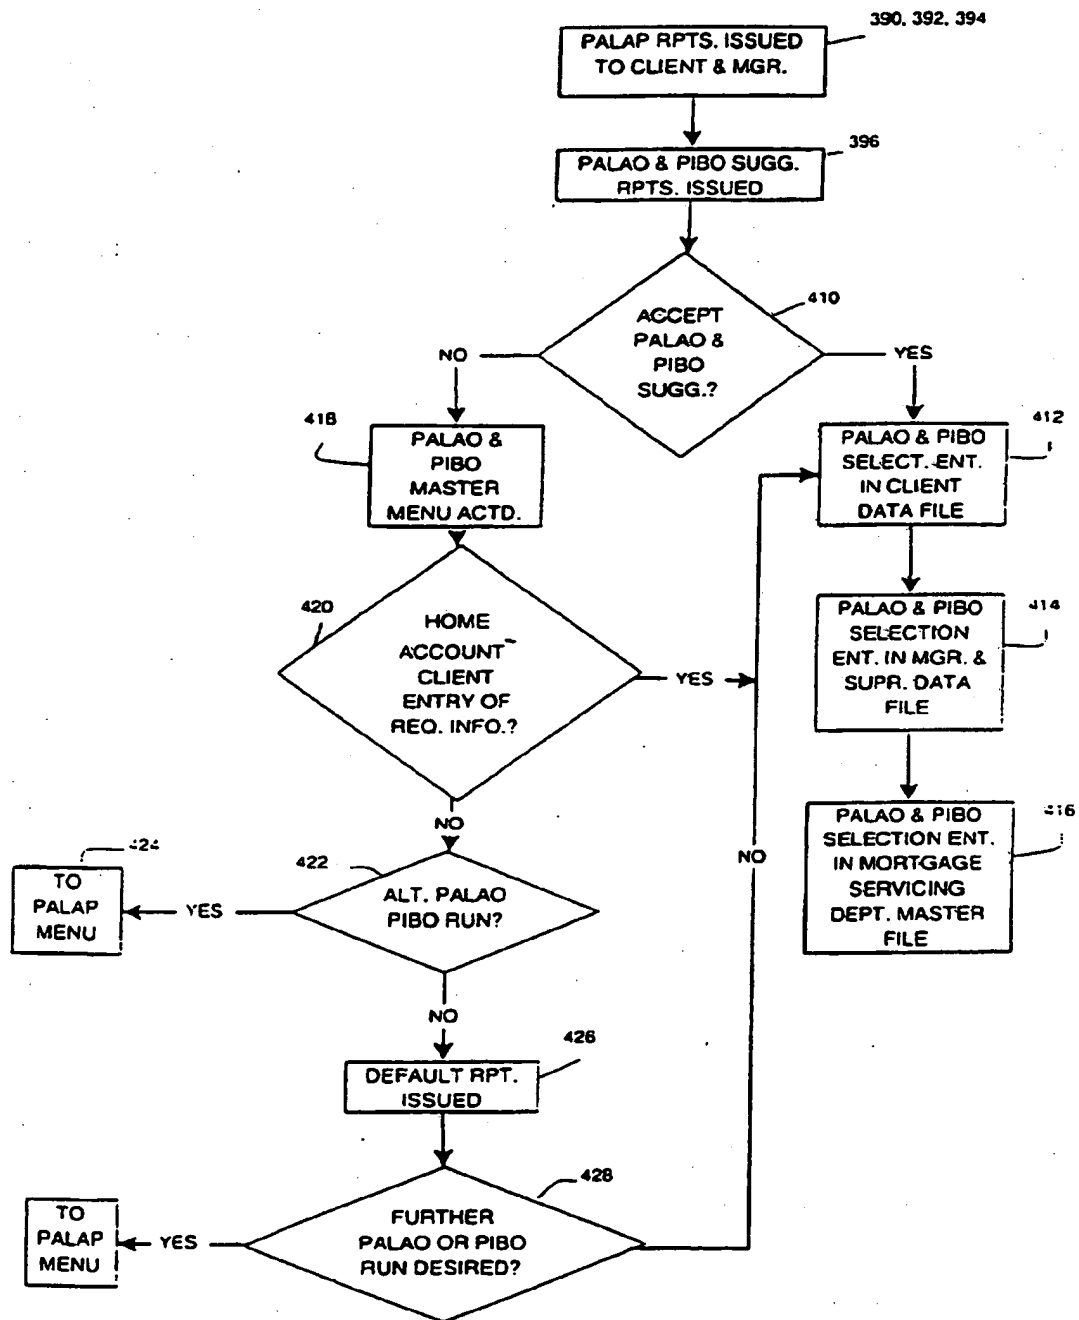 390, 392, 394
PALAP RPTS. ISSUED
TO CLIENT & MGR.
396
PALAO & PIBO SUGG.
RPTS. ISSUED
410
ACCEPT
PALAO &
PIBO
SUGG.?
NO
YES
418
PALAO &
PIBO
MASTER
MENU ACTD.
412
PALAO & PIBO
SELECT. ENT.
IN CLIENT
DATA FILE
420
HOME
ACCOUNT
CLIENT
ENTRY OF
REQ. INFO.?
YES
414
PALAO & PIBO
SELECTION
ENT. IN MGR. &
SUPR. DATA
FILE
NO
416
PALAO & PIBO
SELECTION ENT.
IN MORTGAGE
SERVICING
DEPT. MASTER
FILE
NO
424
TO
PALAP
MENU
YES
422
ALT. PALAO
PIBO RUN?
NO
426
DEFAULT RPT.
ISSUED
428
FURTHER
PALAO OR PIBO
RUN DESIRED?
YES
TO
PALAP
MENU